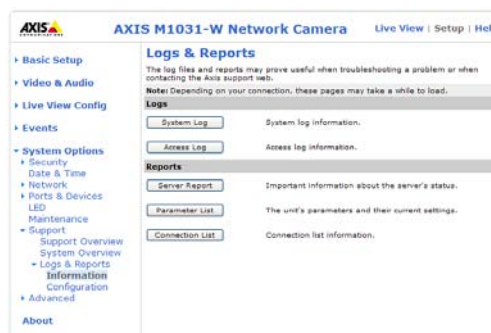 AXIS
COMMUNICATIONS
AXIS M1031-W Network Camera
Live View | Setup | Hel
Basic Setup
Video & Audio
Live View Config
Events
System Options
Security
Date & Time
Network
Ports & Devices
LED
Maintenance
Support
Support Overview
System Overview
Logs & Reports
Information
Configuration
Advanced
About
Logs & Reports
The log files and reports may prove useful when troubleshooting a problem or when
contacting the Axis support web.
Note: Depending on your connection, these pages may take a while to load.
Logs
System Log System log information.
Access Log Access log information.
Reports
Server Report Important information about the server's status.
Parameter List The unit's parameters and their current settings.
Connection List Connection list information.